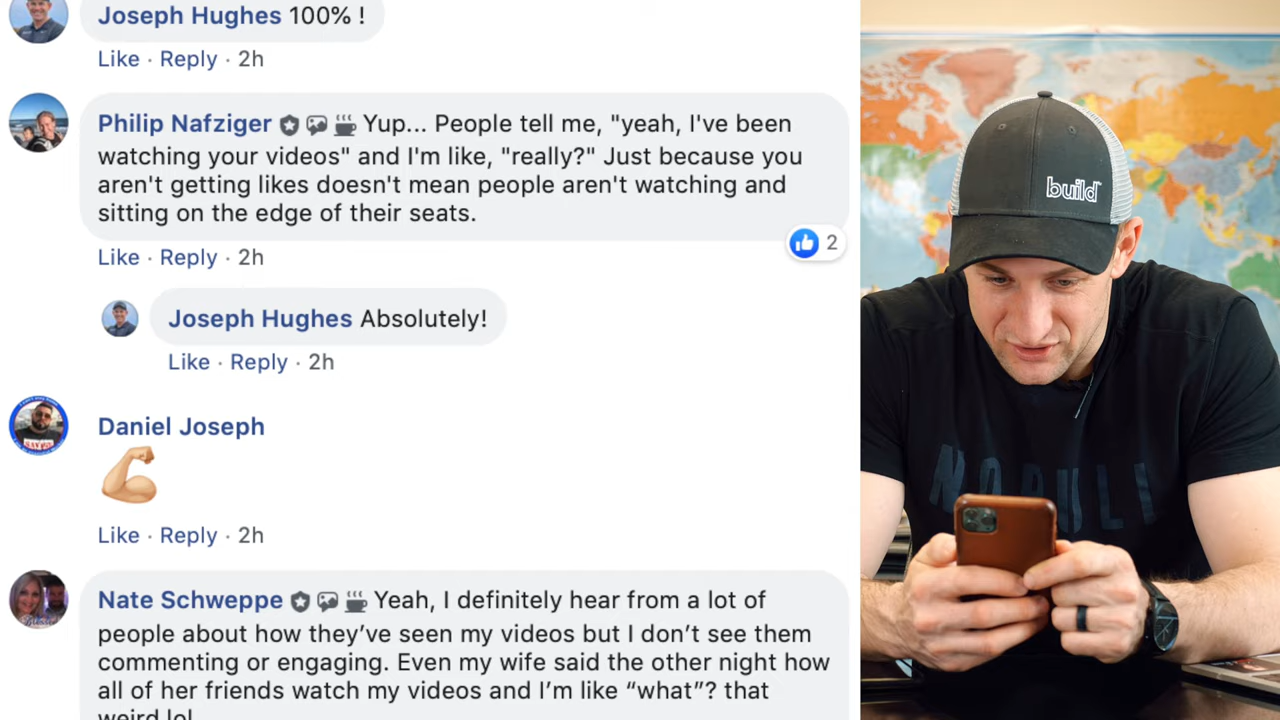 Joseph Hughes 100% !
Like · Reply · 2h
Philip Nafziger Yup... People tell me, "yeah, I've been
watching your videos" and I'm like, "really?" Just because you
aren't getting likes doesn't mean people aren't watching and
sitting on the edge of their seats.
2
Like · Reply · 2h
Joseph Hughes Absolutely!
Like · Reply · 2h
Daniel Joseph
Like · Reply · 2h
Nate Schweppe Yeah, I definitely hear from a lot of
people about how they’ve seen my videos but I don’t see them
commenting or engaging. Even my wife said the other night how
all of her friends watch my videos and I’m like “what”? that
weird lol
build
NOBULL